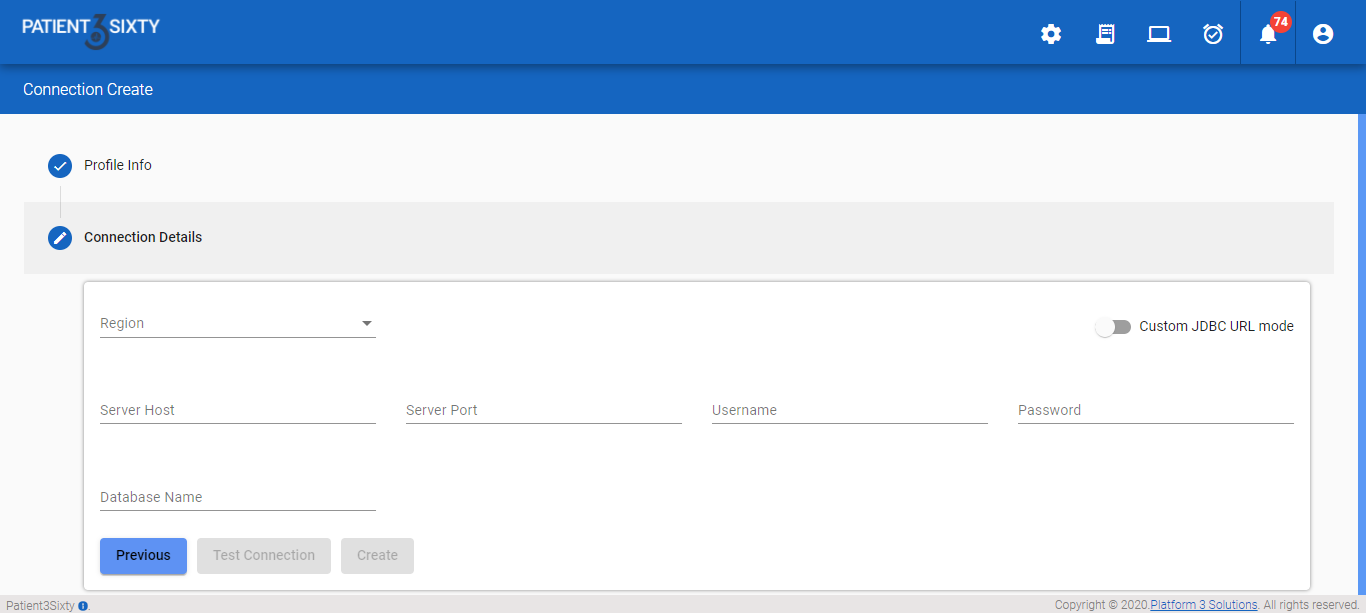 PATIENT3SIXTY
74
Connection Create
Profile Info
Connection Details
Region
Custom JDBC URL mode
Server Host Server Port Username Password
Database Name
Previous Test Connection Create
Patient3Sixty
Copyright © 2020.Platform 3 Solutions. All rights reserved.